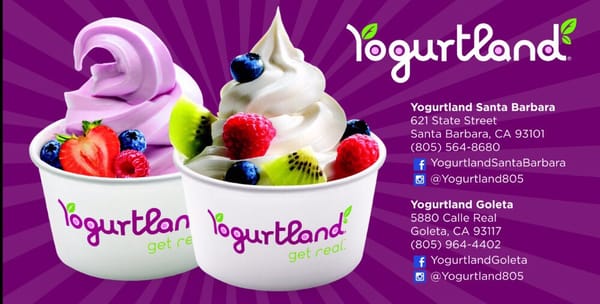 Yogurtland®
Yogurtland Santa Barbara
621 State Street
Santa Barbara, CA 93101
(805) 564-8680
YogurtlandSantaBarbara
@Yogurtland805
Yogurtland Goleta
5880 Calle Real
Goleta, CA 93117
(805) 964-4402
YogurtlandGoleta
@Yogurtland805
Yogurtland
get re
Yogurtland®
get real.